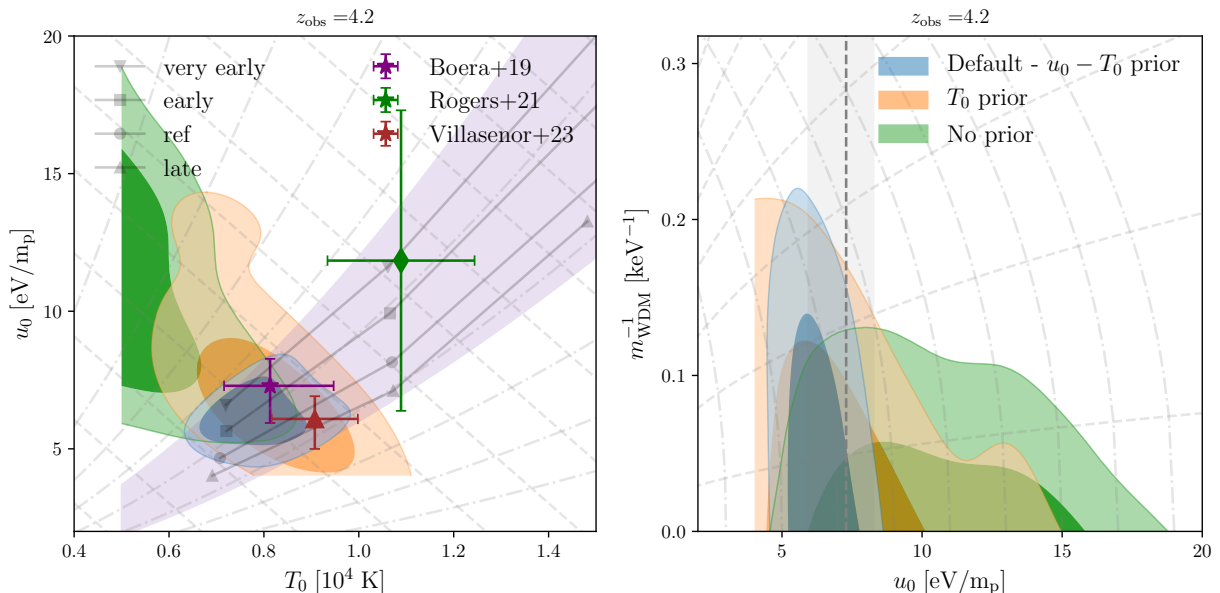 z_obs =4.2
20
15
10
5
0.4 0.6 0.8 1.0 1.2 1.4
u_0 [eV/m_p]
T_0 [10^4 K]
very early
early
ref
late
Boera+19
Rogers+21
Villasenor+23
z_obs =4.2
0.3
0.2
0.1
0.0
5 10 15 20
m_WDM^−1 [keV^−1]
u_0 [eV/m_p]
Default - u_0 − T_0 prior
T_0 prior
No prior